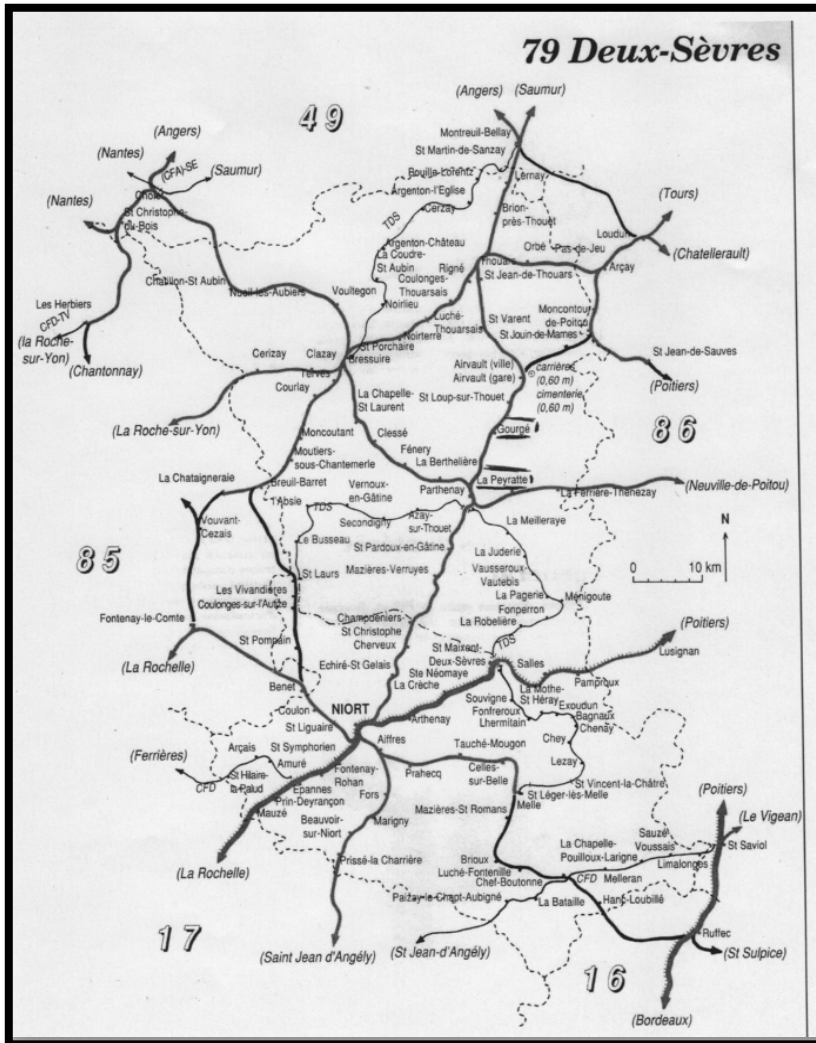 79 Deux-Sèvres
(Angers)
(Saumur)
49
Montreuil-Bellay
(Angers)
St Martin-de-Sanzay
(Nantes)
(CFA)-SE
(Saumur)
Bouille-Lorentz
Lernay
Cholet
Argenton-l'Eglise
(Nantes)
St Christophe-
du-Bois
Cerzay
Brion-
près-Thouet
(Tours)
TDS
Loudun
Argenton-Château
Orbé
Pas-de-Jeu
(Chatellerault)
La Coudre-
St Aubin
Thouars
Rigné
St Jean-de-Thouars
Arçay
Chatillon-St Aubin
Coulonges-
Thouarsais
Nueil-les-Aubiers
Voultegon
Noirlieu
Les Herbiers
CFD-TV
Luché-
Thouarsais
St Varent
Moncontour-
de-Poitou
(la Roche-
sur-Yon)
Noirterre
St Jouin-de-Marnes
St Porchaire
Bressuire
Cerizay
Clazay
Terves
Airvault (ville)
Airvault (gare)
carrières
(0,60 m)
cimenterie
(0,60 m)
St Jean-de-Sauves
(Chantonnay)
Courlay
(Poitiers)
La Chapelle-
St Laurent
St Loup-sur-Thouet
(La Roche-sur-Yon)
Moncoutant
Clessé
Gourgé
86
Moutiers-
sous-Chantemerle
Fénery
La Berthelière
La Chataigneraie
Breuil-Barret
Vernoux-
en-Gâtine
Parthenay
La Peyratte
(Neuville-de-Poitou)
l'Absie
La Ferrière-Thénezay
TDS
Vouvant-
Cezais
Secondigny
Azay-
sur-Thouet
La Meilleraye
N
Le Busseau
St Pardoux-en-Gâtine
La Juderie
85
St Laurs
Mazières-Verruyes
Vausseroux-
Vautebis
0 10 km
Les Vivandières
Coulonges-sur-l'Autize
La Pagerie
Ménigoute
Fonperron
Fontenay-le-Comte
Champdeniers-
St Christophe
Cherveux
La Robelière
(Poitiers)
St Pompain
TDS
Lusignan
(La Rochelle)
St Maixent-
Deux-Sèvres
Salles
Echiré-St Gelais
Ste Néomaye
Benet
La Crèche
La Mothe-
St Héray
Pamproux
NIORT
Souvigne
Coulon
Fonfreroux
Lhermitain
Exoudun
Bagnaux
Chenay
St Liguaire
Arthenay
(Ferrières)
Arçais
St Symphorien
Aiffres
Tauché-Mougon
Chey
Amuré
CFD
St Hilaire-
la-Palud
Fontenay-
Rohan
Prahecq
Celles-
sur-Belle
Lezay
Epannes
St Vincent-la-Châtre
(Poitiers)
Prin-Deyrançon
Fors
St Léger-lès-Melle
Melle
Mauzé
(Le Vigean)
Beauvoir-
sur-Niort
Marigny
Mazières-St Romans
Sauzé
Voussais
(La Rochelle)
La Chapelle-
Pouilloux-Larigne
St Saviol
Prissé-la Charrière
Brioux
Limalonges
Luché-Fontenille
CFD
Melleran
Chef-Boutonne
Paizay-le-Chapt-Aubigné
La Bataille
Hanc-Loubillé
17
Ruffec
(Saint Jean d'Angély)
(St Jean-d'Angély)
(St Sulpice)
16
(Bordeaux)